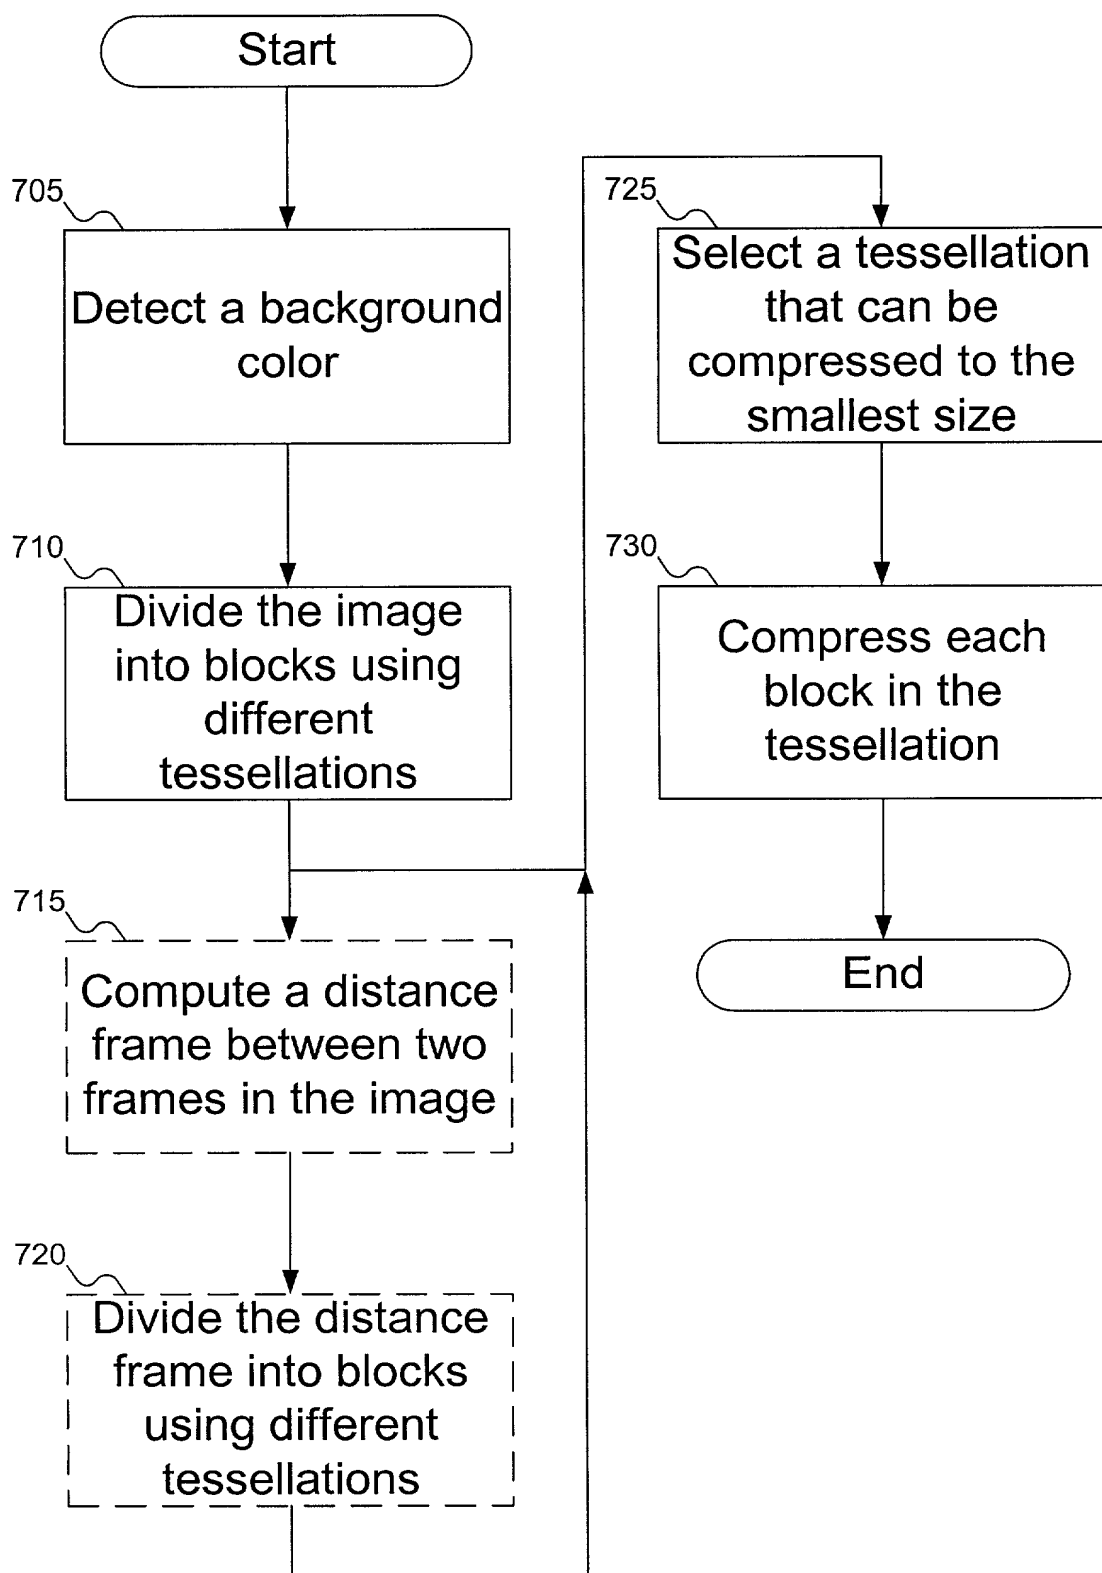 Start
705
Detect a background
color
710
Divide the image
into blocks using
different
tessellations
715
Compute a distance
frame between two
frames in the image
720
Divide the distance
frame into blocks
using different
tessellations
725
Select a tessellation
that can be
compressed to the
smallest size
730
Compress each
block in the
tessellation
End